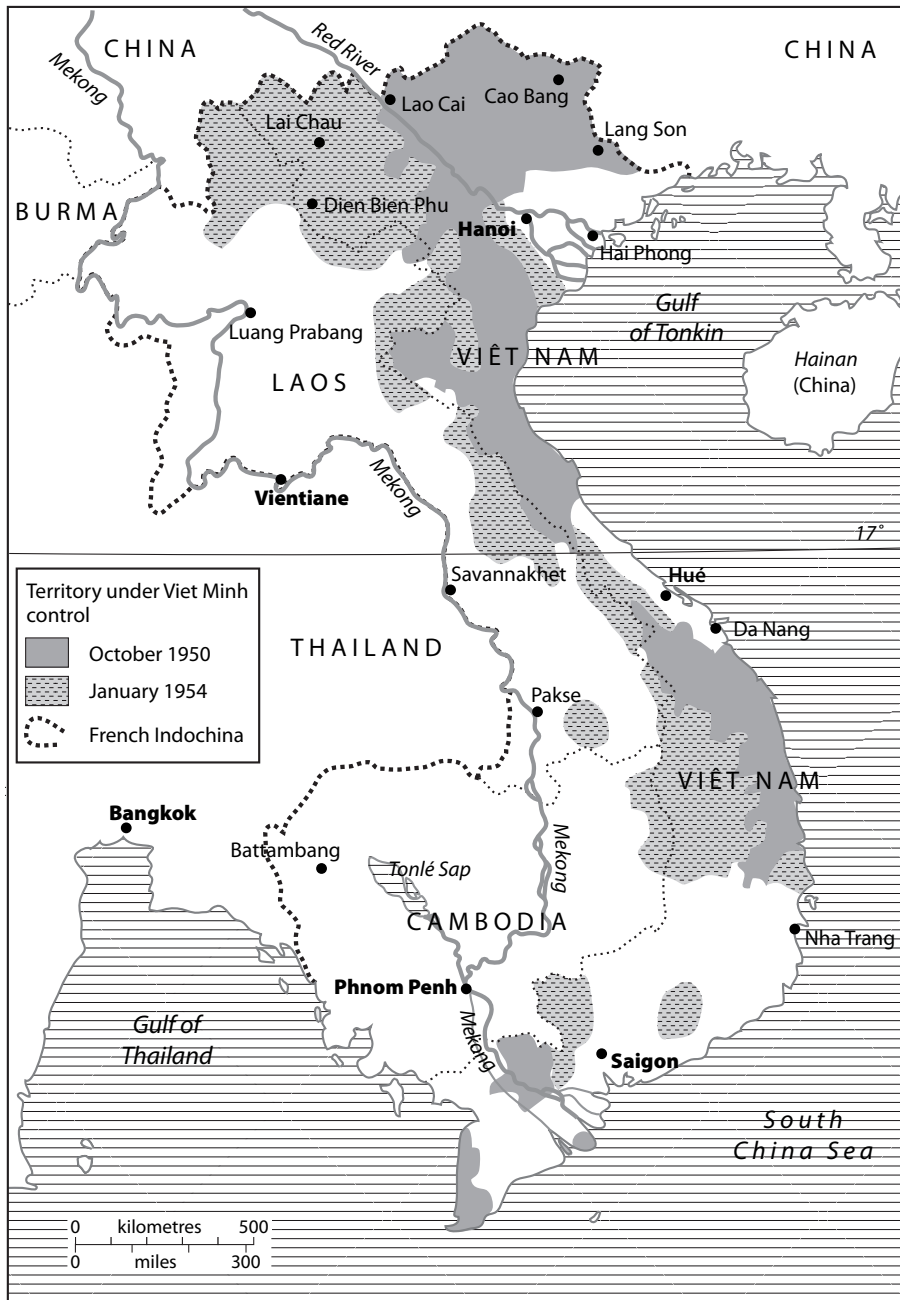 CHINA
CHINA
Mekong
Red River
Lao Cai
Cao Bang
Lai Chau
Lang Son
BURMA
Dien Bien Phu
Hanoi
Hai Phong
Luang Prabang
Gulf
of Tonkin
VIÊT NAM
Hainan
(China)
LAOS
Mekong
Vientiane
17°
Savannakhet
Hué
Da Nang
Territory under Viet Minh
control
October 1950
January 1954
French Indochina
THAILAND
Pakse
VIÊT NAM
Bangkok
Battambang
Tonlé Sap
Mekong
CAMBODIA
Nha Trang
Phnom Penh
Gulf of
Thailand
Mekong
Saigon
South
China Sea
0 kilometres 500
0 miles 300